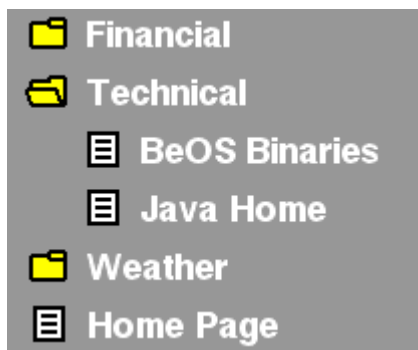 Financial
Technical
BeOS Binaries
Java Home
Weather
Home Page